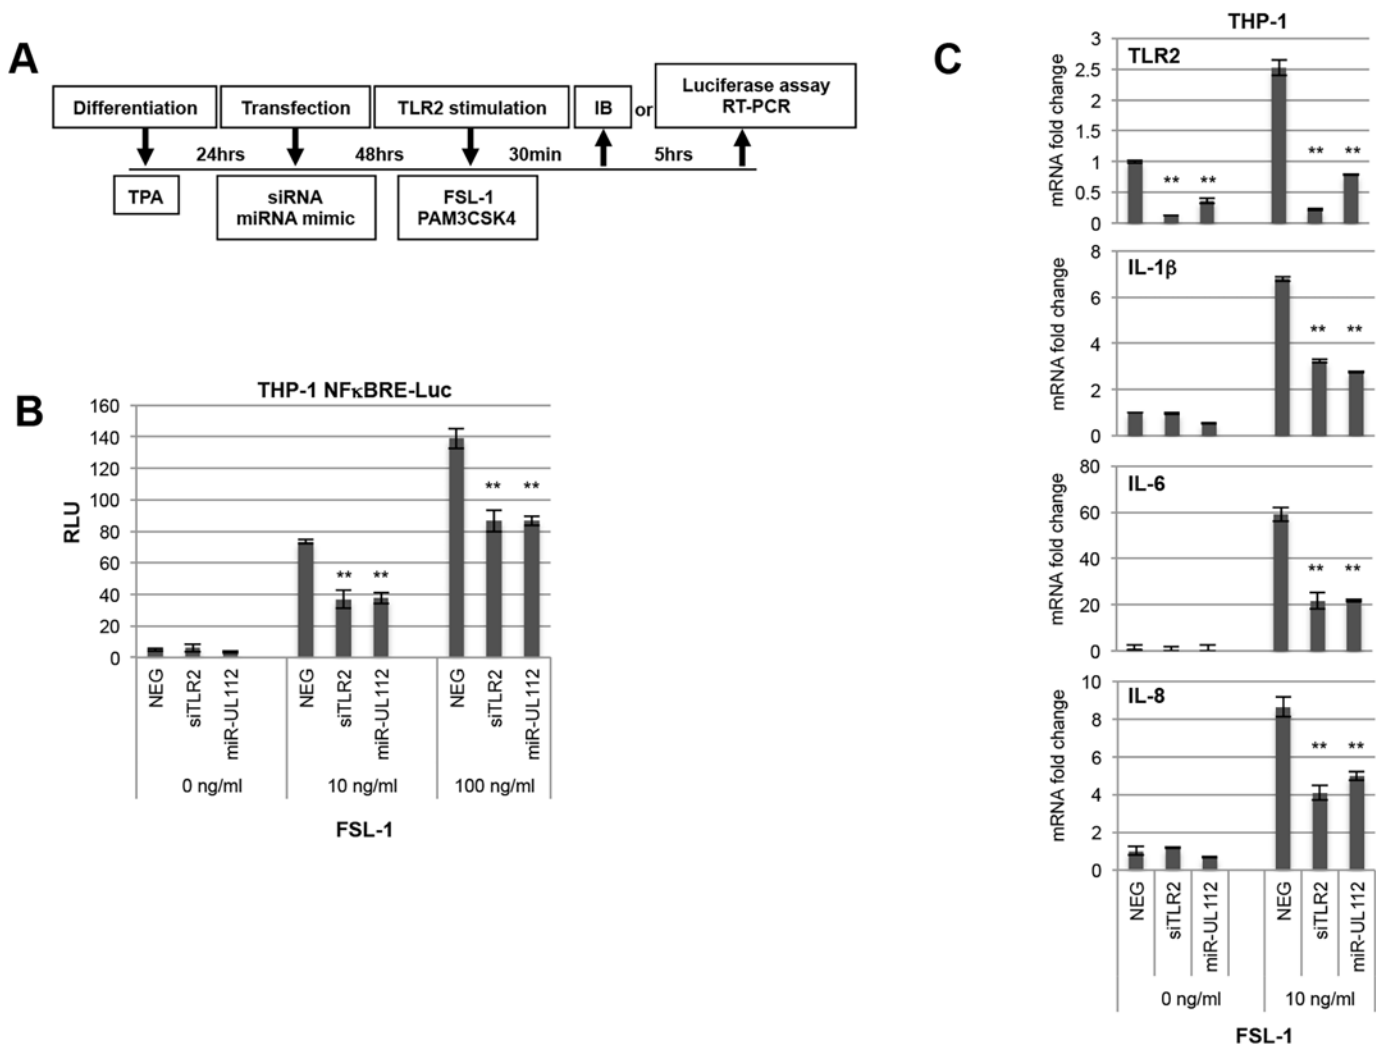 A
Differentiation
Transfection
TLR2 stimulation
IB
or
Luciferase assay
RT-PCR
24hrs
48hrs
30min
5hrs
TPA
siRNA
miRNA mimic
FSL-1
PAM3CSK4
B
THP-1 NFκBRE-Luc
RLU
160
140
120
100
80
60
40
20
0
** **
** **
NEG
siTLR2
miR-UL112
NEG
siTLR2
miR-UL112
NEG
siTLR2
miR-UL112
0 ng/ml
10 ng/ml
100 ng/ml
FSL-1
C
THP-1
TLR2
mRNA fold change
3
2.5
2
1.5
1
0.5
0
** **
** **
IL-1β
mRNA fold change
8
6
4
2
0
** **
IL-6
mRNA fold change
80
60
40
20
0
** **
IL-8
mRNA fold change
10
8
6
4
2
0
** **
NEG
siTLR2
miR-UL112
NEG
siTLR2
miR-UL112
0 ng/ml
10 ng/ml
FSL-1